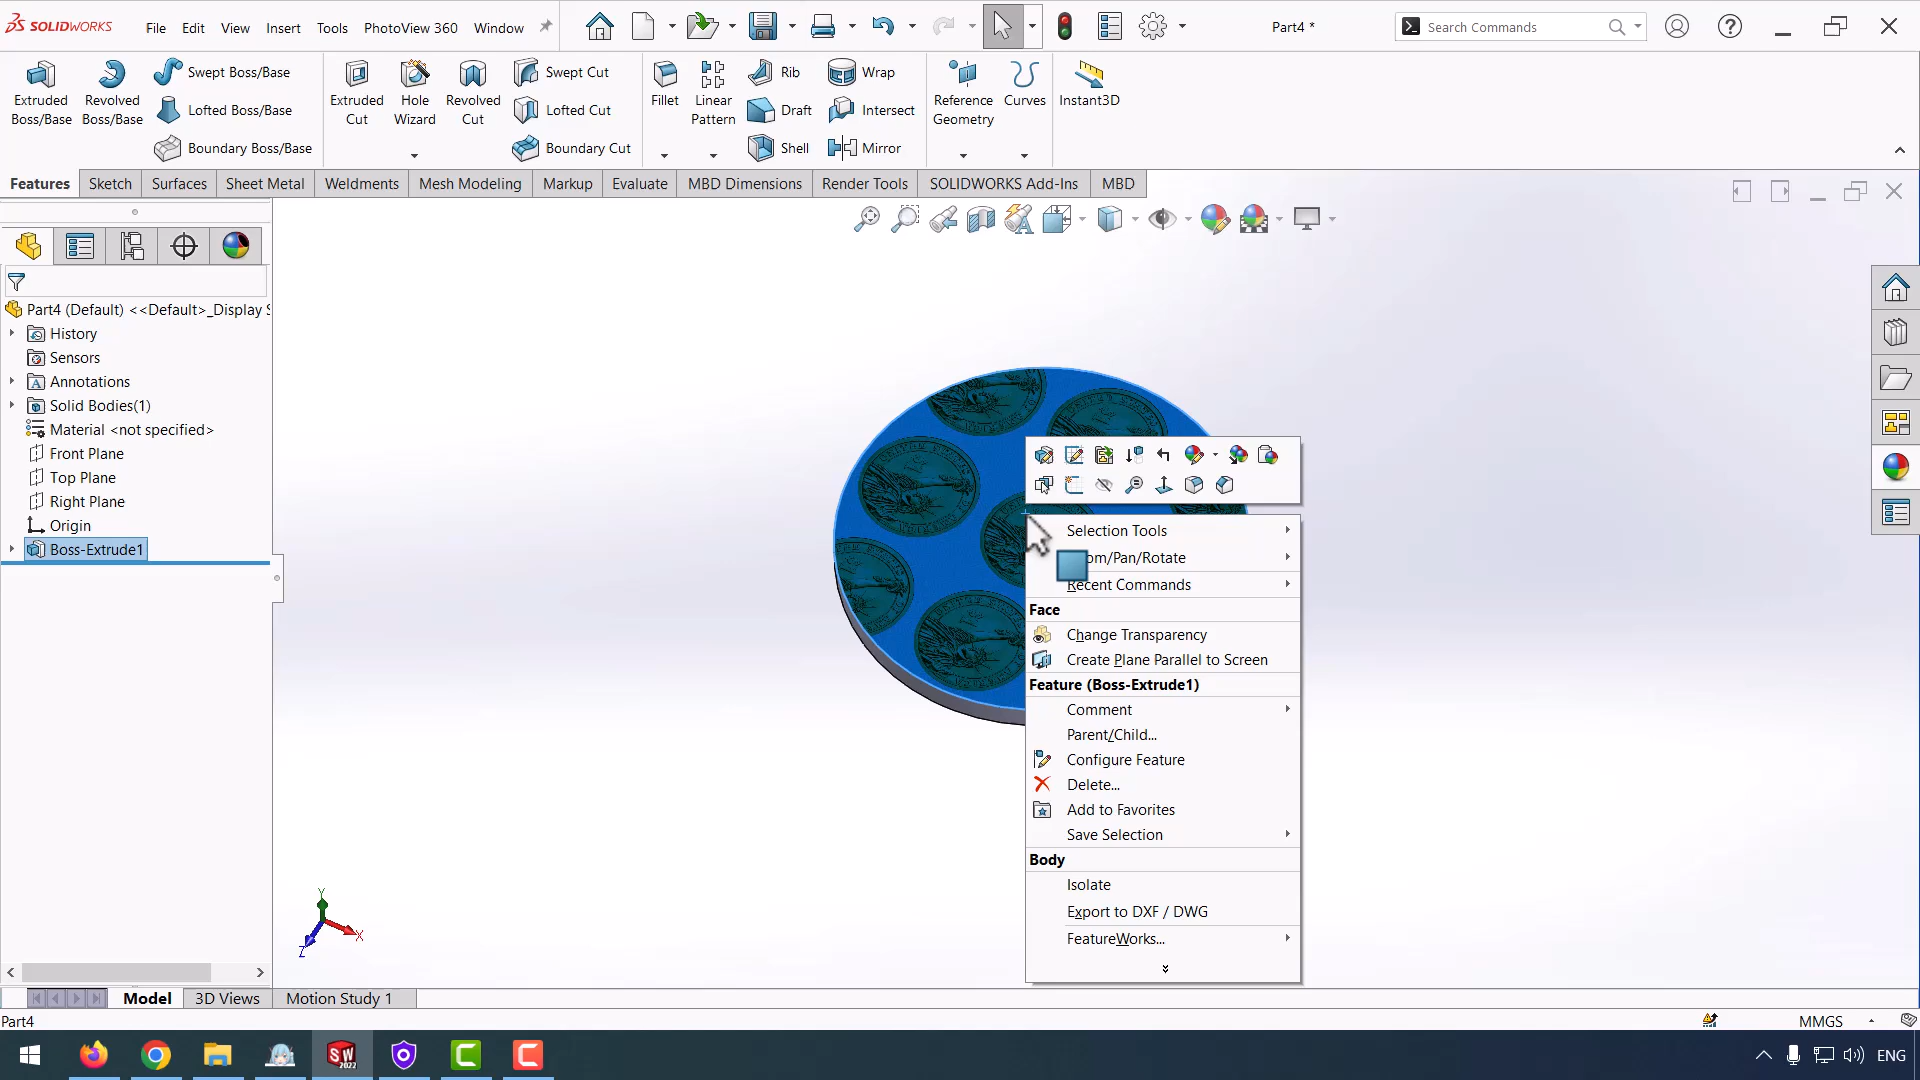 SOLIDWORKS
File Edit View Insert Tools PhotoView 360 Window
Part4 *
Search Commands
Extruded Boss/Base
Revolved Boss/Base
Swept Boss/Base
Lofted Boss/Base
Boundary Boss/Base
Extruded Cut
Hole Wizard
Revolved Cut
Swept Cut
Lofted Cut
Boundary Cut
Fillet
Linear Pattern
Rib
Draft
Shell
Wrap
Intersect
Mirror
Reference Geometry
Curves
Instant3D
Features Sketch Surfaces Sheet Metal Weldments Mesh Modeling Markup Evaluate MBD Dimensions Render Tools SOLIDWORKS Add-Ins MBD
Part4 (Default) <<Default>_Display S
History
Sensors
Annotations
Solid Bodies(1)
Material <not specified>
Front Plane
Top Plane
Right Plane
Origin
Boss-Extrude1
Selection Tools
om/Pan/Rotate
Recent Commands
Face
Change Transparency
Create Plane Parallel to Screen
Feature (Boss-Extrude1)
Comment
Parent/Child...
Configure Feature
Delete...
Add to Favorites
Save Selection
Body
Isolate
Export to DXF / DWG
FeatureWorks...
Y
X
Z
Model 3D Views Motion Study 1
Part4
MMGS
SW
2022
ENG